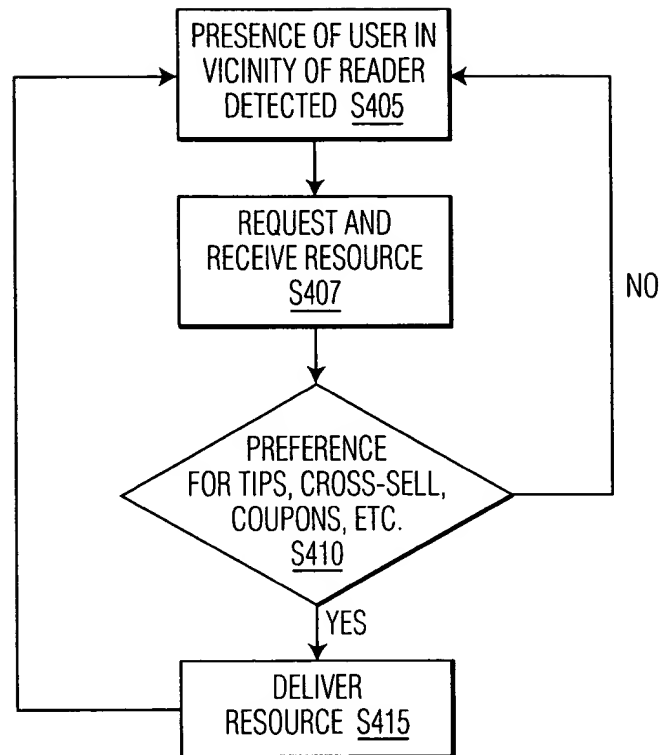 PRESENCE OF USER IN
VICINITY OF READER
DETECTED S405
REQUEST AND
RECEIVE RESOURCE
S407
NO
PREFERENCE
FOR TIPS, CROSS-SELL,
COUPONS, ETC.
S410
YES
DELIVER
RESOURCE S415